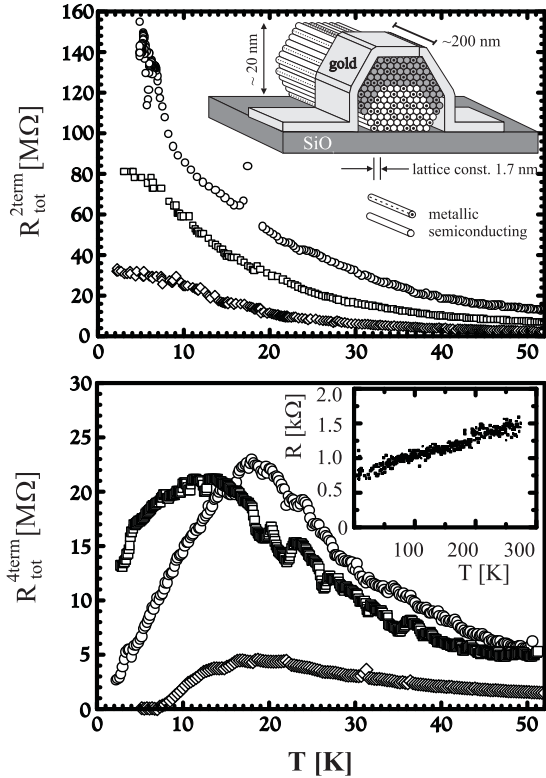 160
140
120
100
80
60
40
20
0
R_tot^2term [MΩ]
~ 20 nm
~200 nm
gold
SiO
lattice const. 1.7 nm
metallic
semiconducting
0 10 20 30 40 50
30
25
20
15
10
5
0
R_tot^4term [MΩ]
2.0
1.5
1.0
0.5
0
R [kΩ]
100 200 300
T [K]
0 10 20 30 40 50
T [K]